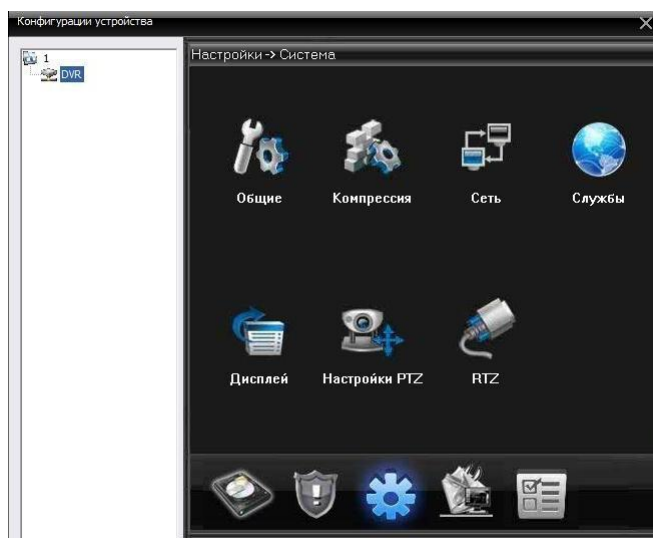 Конфигурации устройства
1
DVR
Настройки -> Система
Общие
Компрессия
Сеть
Службы
Дисплей
Настройки PTZ
RTZ